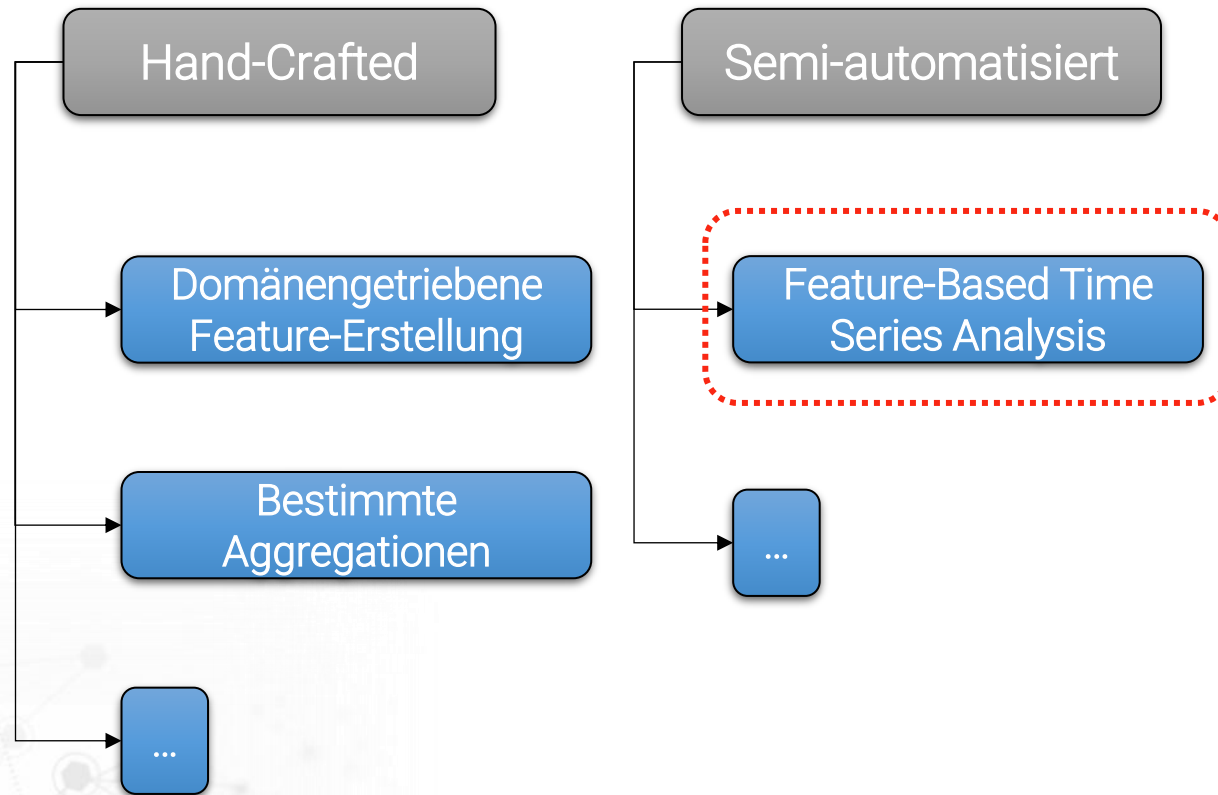 Hand-Crafted
Domänengetriebene
Feature-Erstellung
Bestimmte
Aggregationen
...
Semi-automatisiert
Feature-Based Time
Series Analysis
...